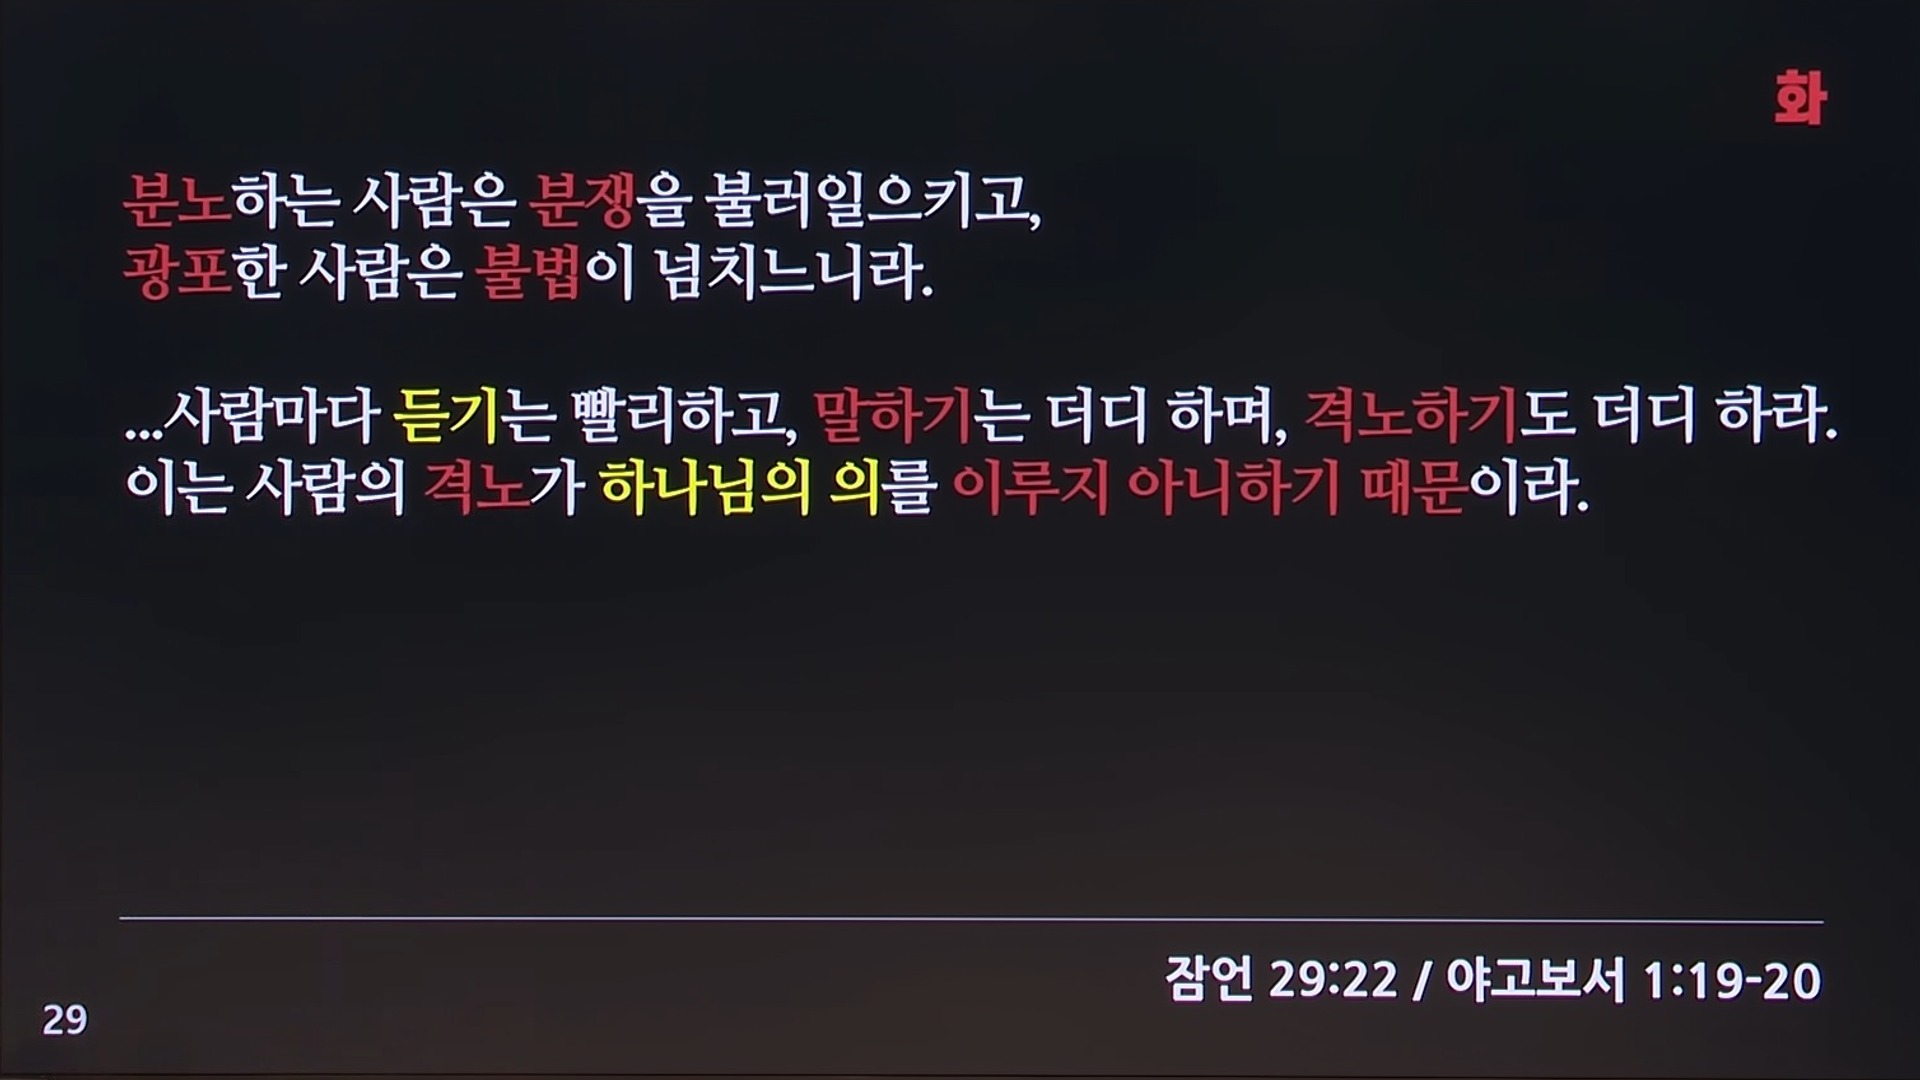 화
분노하는 사람은 분쟁을 불러일으키고,
광포한 사람은 불법이 넘치느니라.
...사람마다 듣기는 빨리하고, 말하기는 더디 하며, 격노하기도 더디 하라.
이는 사람의 격노가 하나님의 의를 이루지 아니하기 때문이라.
잠언 29:22 / 야고보서 1:19-20
29